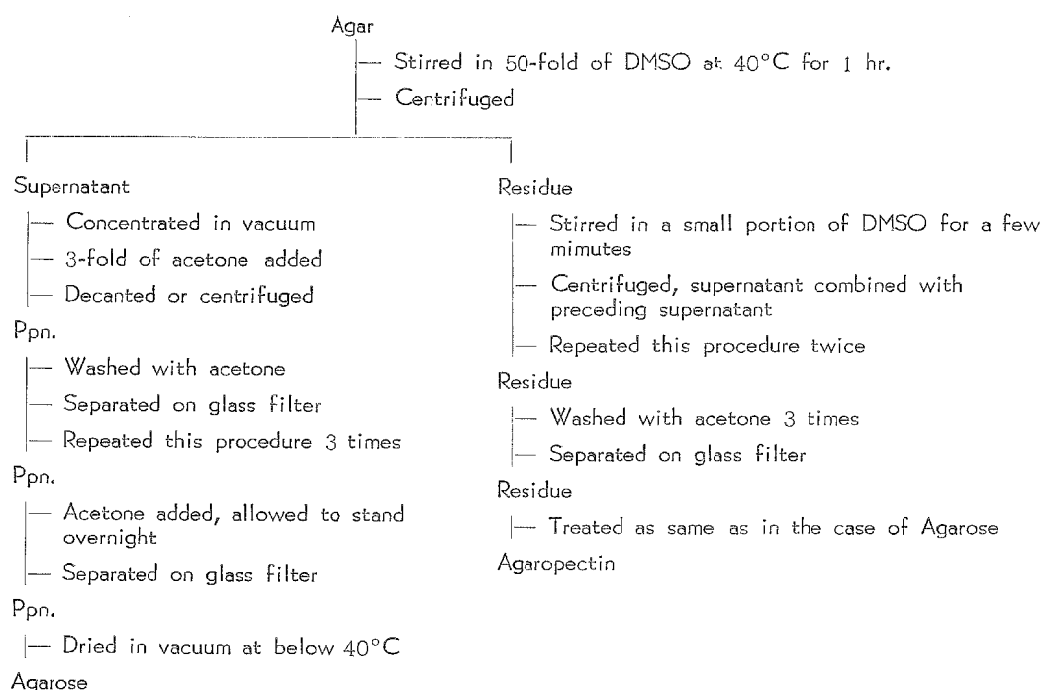 Agar
Stirred in 50-fold of DMSO at 40°C for 1 hr.
Centrifuged
Supernatant
Concentrated in vacuum
3-fold of acetone added
Decanted or centrifuged
Ppn.
Washed with acetone
Separated on glass filter
Repeated this procedure 3 times
Ppn.
Acetone added, allowed to stand
overnight
Separated on glass filter
Ppn.
Dried in vacuum at below 40°C
Agarose
Residue
Stirred in a small portion of DMSO for a few
mimutes
Centrifuged, supernatant combined with
preceding supernatant
Repeated this procedure twice
Residue
Washed with acetone 3 times
Separated on glass filter
Residue
Treated as same as in the case of Agarose
Agaropectin